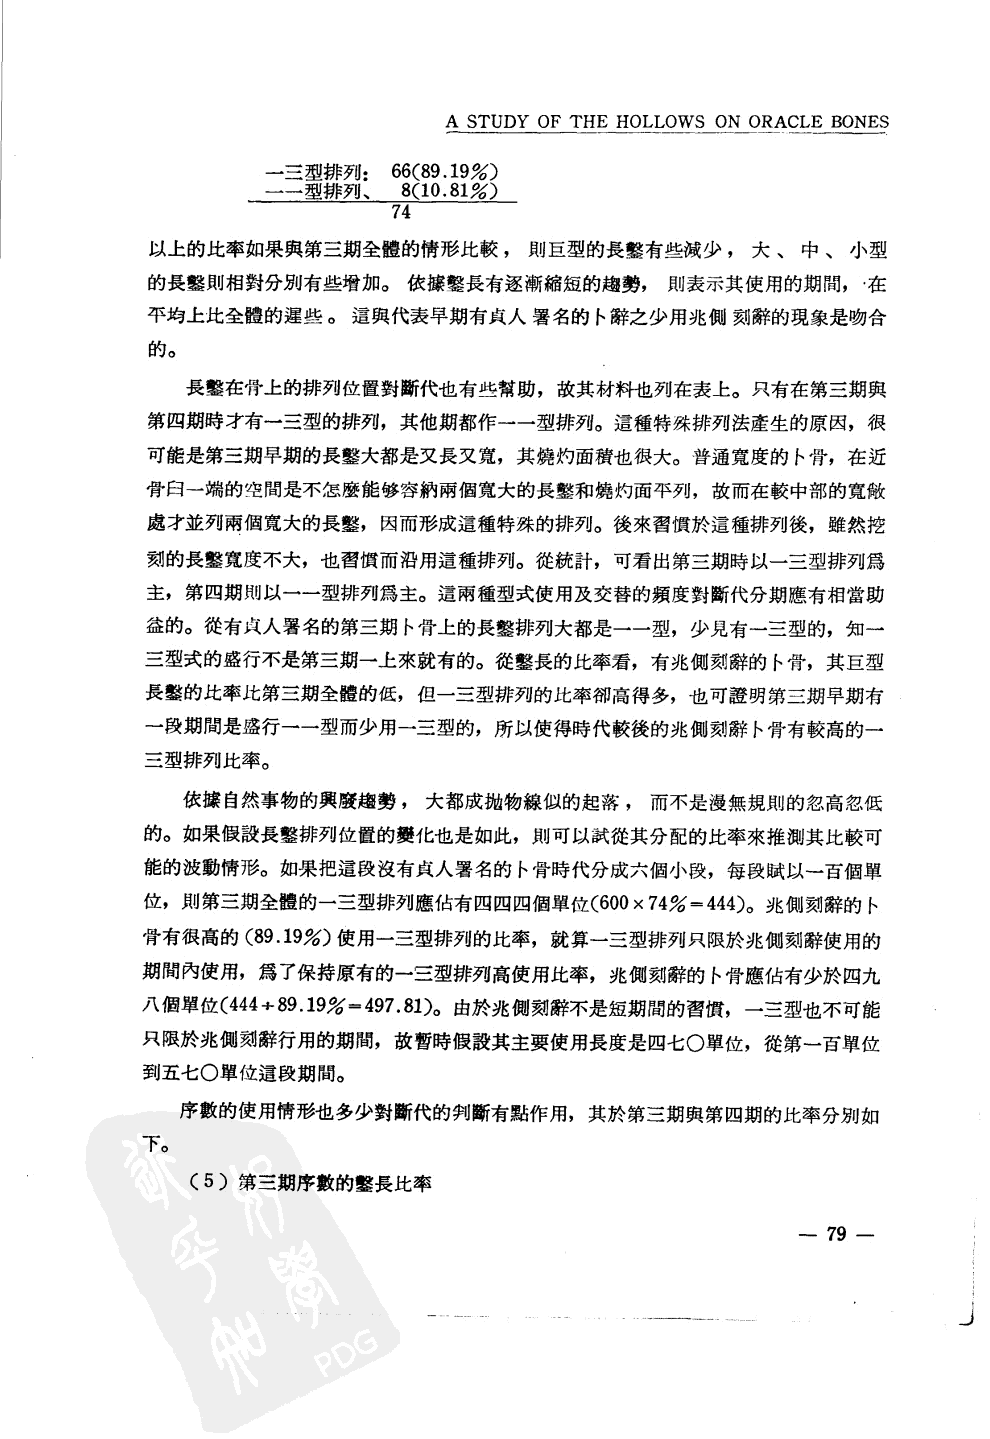 A STUDY OF THE HOLLOWS ON ORACLE BONES
一三型排列： 66(89.19%)
一一型排列、 8(10.81%)
74
以上的比率如果與第三期全體的情形比較， 則巨型的長鑿有些減少， 大、中、小型
的長鑿則相對分別有些增加。 依據鑿長有逐漸縮短的趨勢， 則表示其使用的期間，在
平均上比全體的遲些。 這與代表早期有貞人署名的卜辭之少用兆側刻辭的現象是吻合
的。
長鑿在骨上的排列位置對斷代也有些幫助，故其材料也列在表上。只有在第三期與
第四期時才有一三型的排列，其他期都作一一型排列。這種特殊排列法產生的原因，很
可能是第三期早期的長鑿大都是又長又寬，其燒灼面積也很大。普通寬度的卜骨，在近
骨臼一端的空間是不怎麼能够容納兩個寬大的長鑿和燒灼面平列，故而在較中部的寬敞
處才並列兩個寬大的長鑿，因而形成這種特殊的排列。後來習慣於這種排列後，雖然挖
刻的長鑿寬度不大，也習慣而沿用這種排列。從統計，可看出第三期時以一三型排列爲
主，第四期則以一一型排列爲主。這兩種型式使用及交替的頻度對斷代分期應有相當助
益的。從有貞人署名的第三期卜骨上的長鑿排列大都是一一型，少見有一三型的，知一
三型式的盛行不是第三期一上來就有的。從鑿長的比率看，有兆側刻辭的卜骨，其巨型
長鑿的比率比第三期全體的低，但一三型排列的比率卻高得多，也可證明第三期早期有
一段期間是盛行一一型而少用一三型的，所以使得時代較後的兆側刻辭卜骨有較高的一
三型排列比率。
依據自然事物的興廢趨勢， 大都成拋物線似的起落， 而不是漫無規則的忽高忽低
的。如果假設長鑿排列位置的變化也是如此，則可以試從其分配的比率來推測其比較可
能的波動情形。如果把這段沒有貞人署名的卜骨時代分成六個小段，每段賦以一百個單
位，則第三期全體的一三型排列應佔有四四四個單位(600×74%=444)。兆側刻辭的卜
骨有很高的(89.19%)使用一三型排列的比率，就算一三型排列只限於兆側刻辭使用的
期間內使用，爲了保持原有的一三型排列高使用比率，兆側刻辭的卜骨應佔有少於四九
八個單位(444÷89.19%=497.81)。由於兆側刻辭不是短期間的習慣，一三型也不可能
只限於兆側刻辭行用的期間，故暫時假設其主要使用長度是四七〇單位，從第一百單位
到五七〇單位這段期間。
序數的使用情形也多少對斷代的判斷有點作用，其於第三期與第四期的比率分別如
下。
（5）第三期序數的鑿長比率
— 79 —
PDG